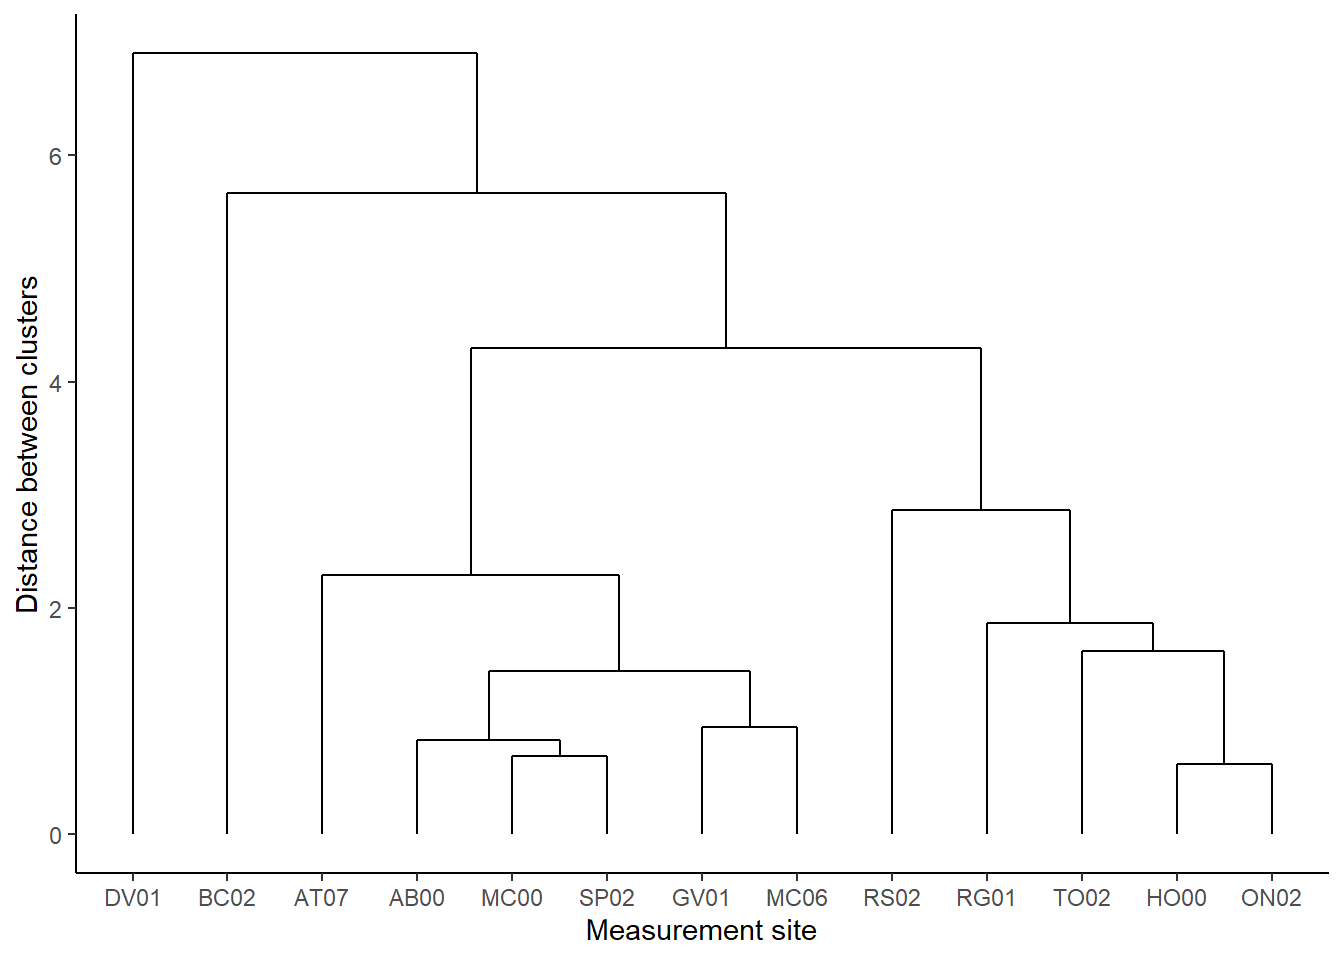 Distance between clusters
6
4
2
0
DV01 BC02 AT07 AB00 MC00 SP02 GV01 MC06 RS02 RG01 TO02 HO00 ON02
Measurement site